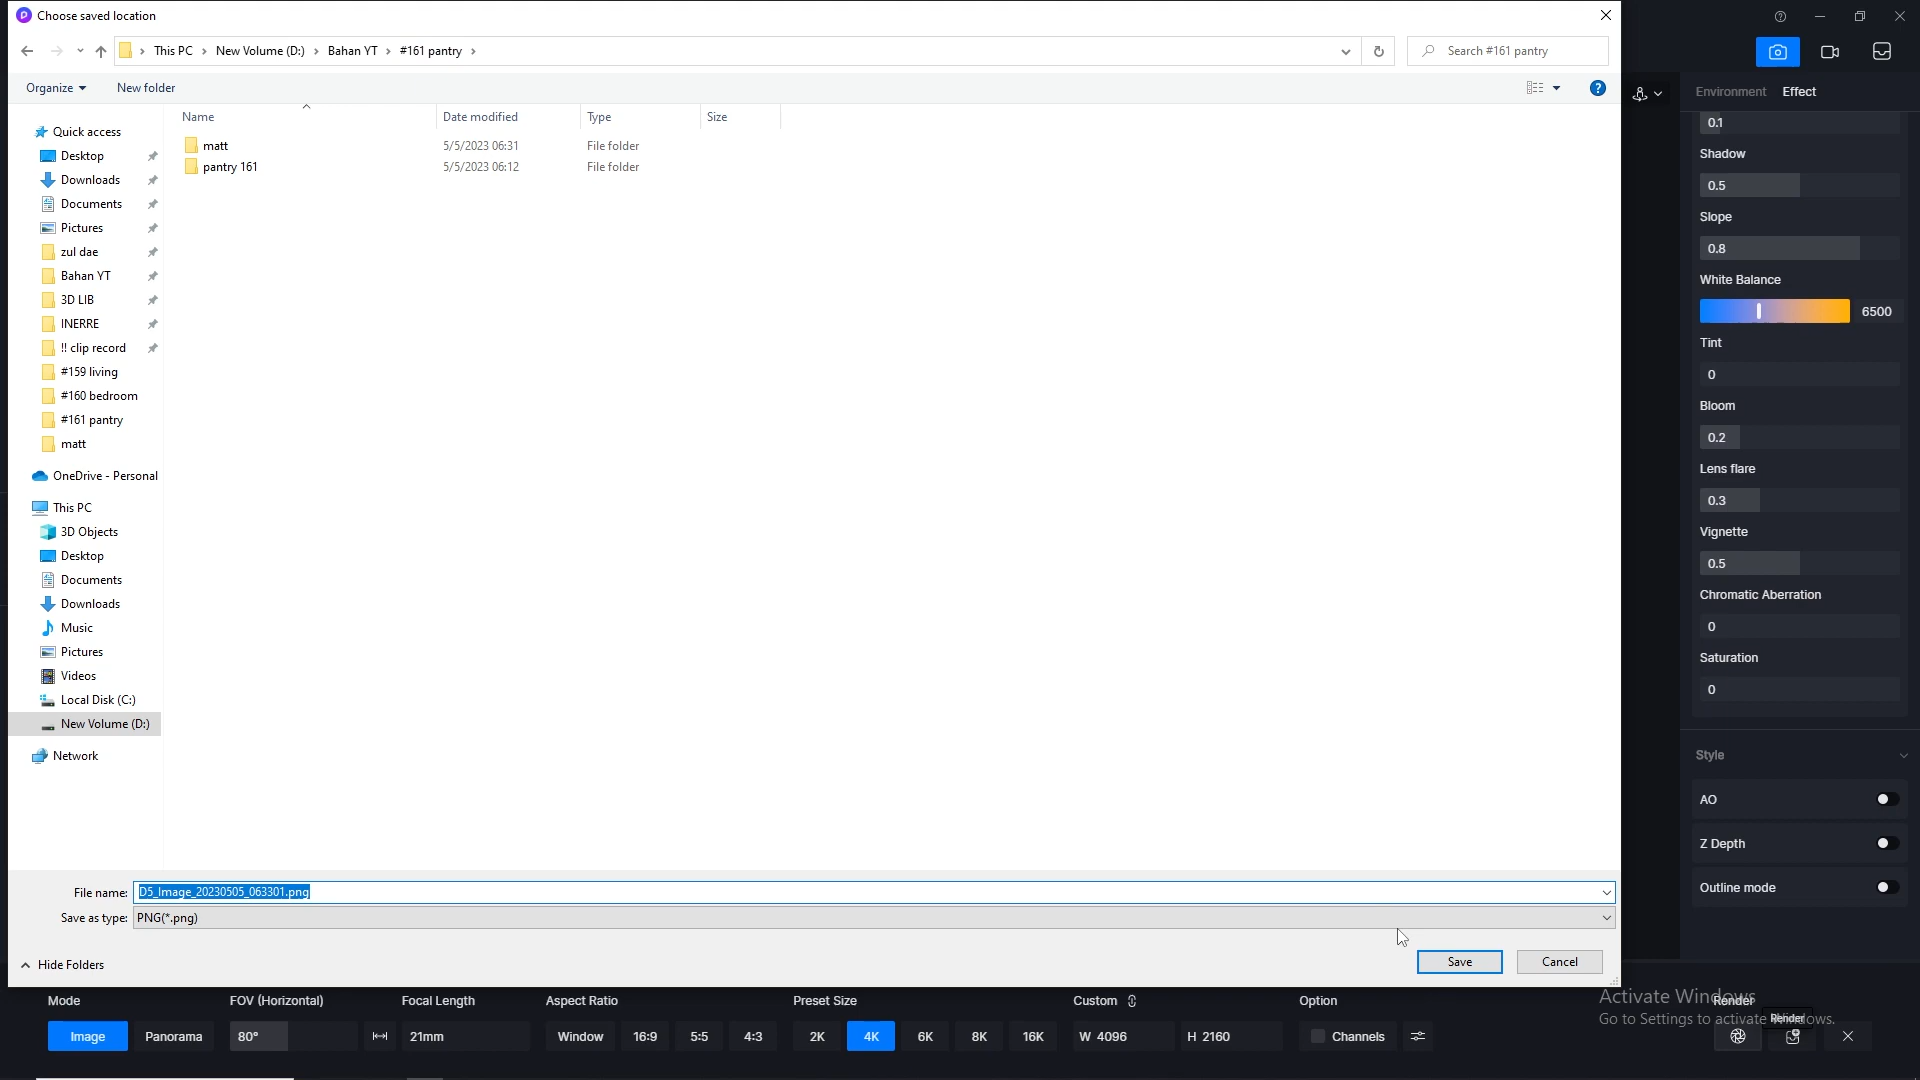 Choose saved location
This PC > New Volume (D:) > Bahan YT > #161 pantry >
Search #161 pantry
Organize
New folder
Name Date modified Type Size
matt 5/5/2023 06:31 File folder
pantry 161 5/5/2023 06:12 File folder
Quick access
Desktop
Downloads
Documents
Pictures
zul dae
Bahan YT
3D LIB
INERRE
!! clip record
#159 living
#160 bedroom
#161 pantry
matt
OneDrive - Personal
This PC
3D Objects
Desktop
Documents
Downloads
Music
Pictures
Videos
Local Disk (C:)
New Volume (D:)
Network
File name: D5_Image_20230505_063301.png
Save as type: PNG(*.png)
Hide Folders
Save
Cancel
Environment Effect
0.1
Shadow
0.5
Slope
0.8
White Balance
6500
Tint
0
Bloom
0.2
Lens flare
0.3
Vignette
0.5
Chromatic Aberration
0
Saturation
0
Style
AO
Z Depth
Outline mode
Mode FOV (Horizontal) Focal Length Aspect Ratio Preset Size Custom Option Render
Image Panorama 80° 21mm Window 16:9 5:5 4:3 2K 4K 6K 8K 16K W 4096 H 2160 Channels
Render
Activate Windows
Go to Settings to activate Windows.